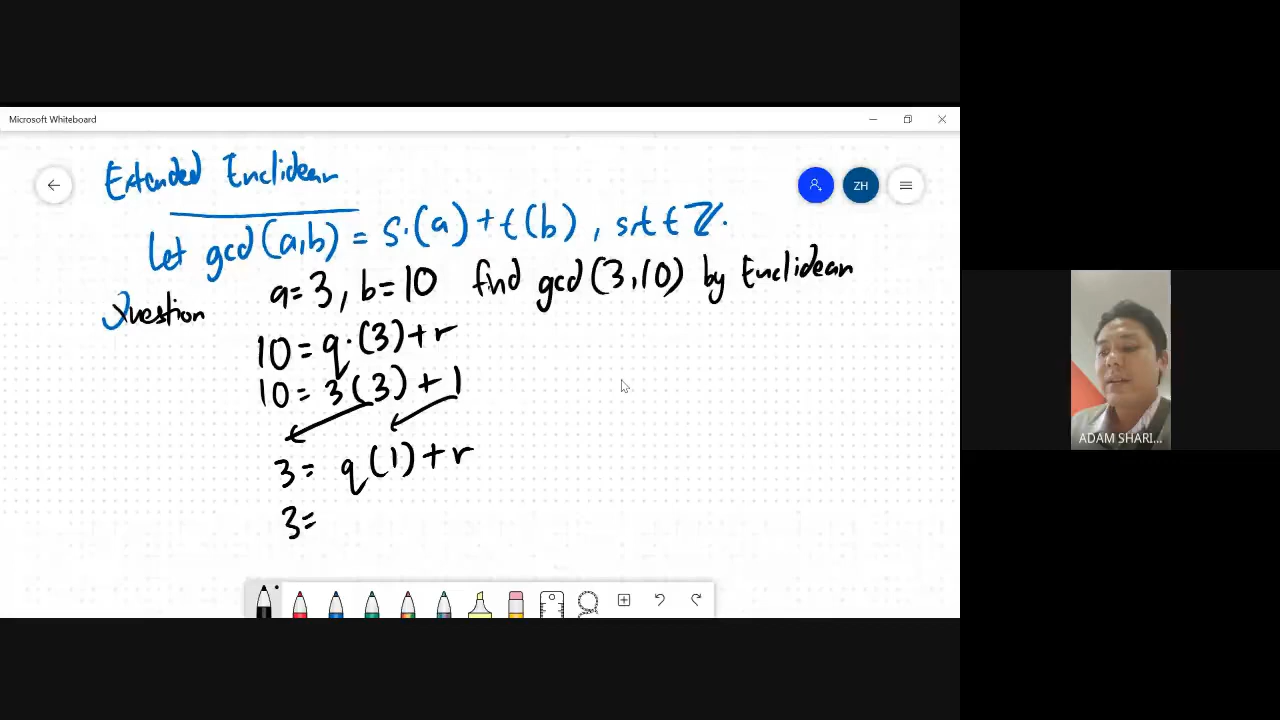 Microsoft Whiteboard
Extended Euclidean
ZH
Let gcd(a,b) = s·(a) + t(b), s,t ∈ ℤ.
Question a=3, b=10 find gcd(3,10) by Euclidean
10 = q·(3)+r
10 = 3(3) + 1
3 = q(1)+r
3 =
ADAM SHARI...